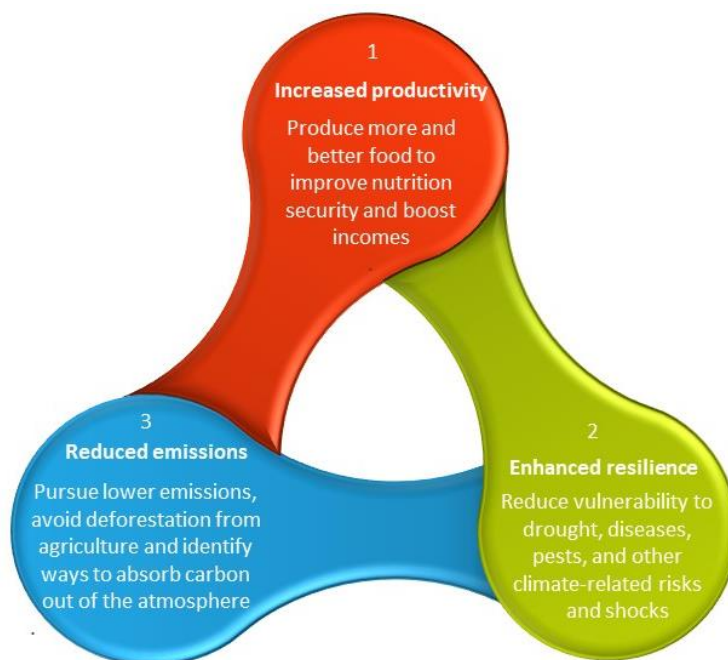 1
Increased productivity
Produce more and
better food to
improve nutrition
security and boost
incomes
2
Enhanced resilience
Reduce vulnerability to
drought, diseases,
pests, and other
climate-related risks
and shocks
3
Reduced emissions
Pursue lower emissions,
avoid deforestation from
agriculture and identify
ways to absorb carbon
out of the atmosphere